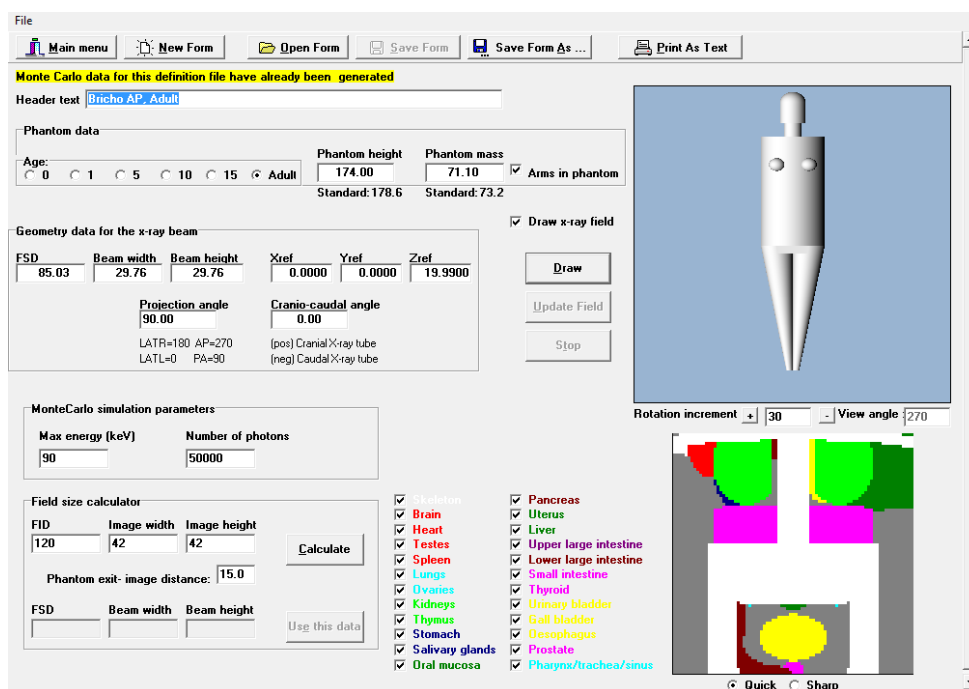 File
Main menu New Form Open Form Save Form Save Form As ... Print As Text
Monte Carlo data for this definition file have already been generated
Header text Bricho AP, Adult
Phantom data
Age:
0 1 5 10 15 Adult
Phantom height Phantom mass
174.00 71.10 Arms in phantom
Standard: 178.6 Standard: 73.2
Draw x-ray field
Geometry data for the x-ray beam
FSD Beam width Beam height Xref Yref Zref
85.03 29.76 29.76 0.0000 0.0000 19.9900
Projection angle Cranio-caudal angle
90.00 0.00
LATR=180 AP=270 (pos) Cranial X-ray tube
LATL=0 PA=90 (neg) Caudal X-ray tube
Draw
Update Field
Stop
Rotation increment + 30 - View angle : 270
MonteCarlo simulation parameters
Max energy (keV) Number of photons
90 50000
Field size calculator
FID Image width Image height
120 42 42
Calculate
Phantom exit- image distance: 15.0
FSD Beam width Beam height
Use this data
Skeleton
Brain
Heart
Testes
Spleen
Lungs
Ovaries
Kidneys
Thymus
Stomach
Salivary glands
Oral mucosa
Pancreas
Uterus
Liver
Upper large intestine
Lower large intestine
Small intestine
Thyroid
Urinary bladder
Gall bladder
Oesophagus
Prostate
Pharynx/trachea/sinus
Quick Sharp